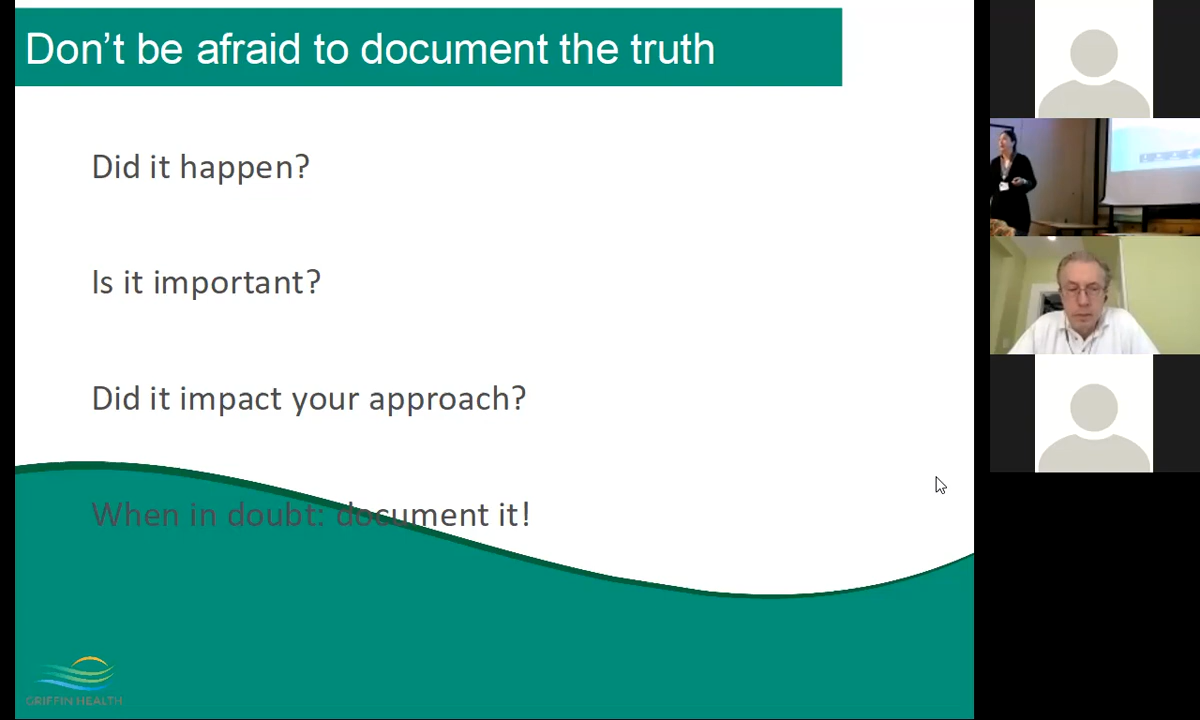 Don't be afraid to document the truth
Did it happen?
Is it important?
Did it impact your approach?
When in doubt: document it!
GRIFFIN HEALTH